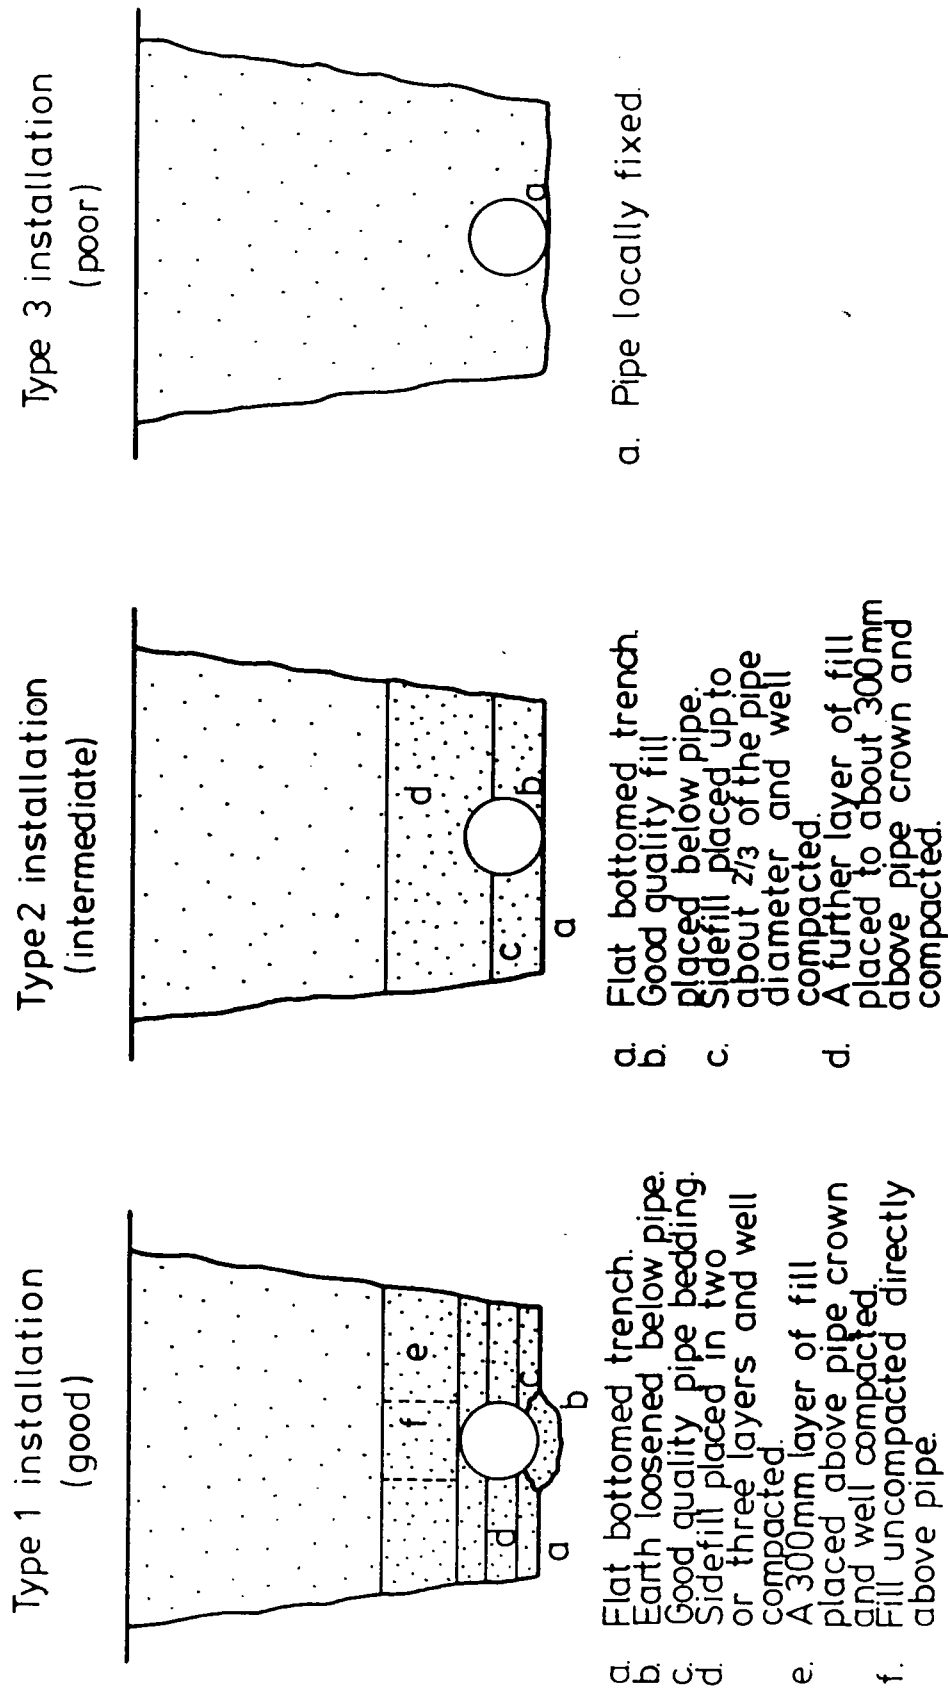 Type 1 installation
(good)
f
e
d
c
a
b
a. Flat bottomed trench.
b. Earth loosened below pipe.
c. Good quality pipe bedding.
d. Sidefill placed in two
or three layers and well
compacted.
e. A 300mm layer of fill
placed above pipe crown
and well compacted.
f. Fill uncompacted directly
above pipe.
Type 2 installation
(intermediate)
d
c
b
a
a. Flat bottomed trench.
b. Good quality fill
placed below pipe.
c. Sidefill placed up to
about 2/3 of the pipe
diameter and well
compacted.
d. A further layer of fill
placed to about 300mm
above pipe crown and
compacted.
Type 3 installation
(poor)
a
a. Pipe locally fixed.